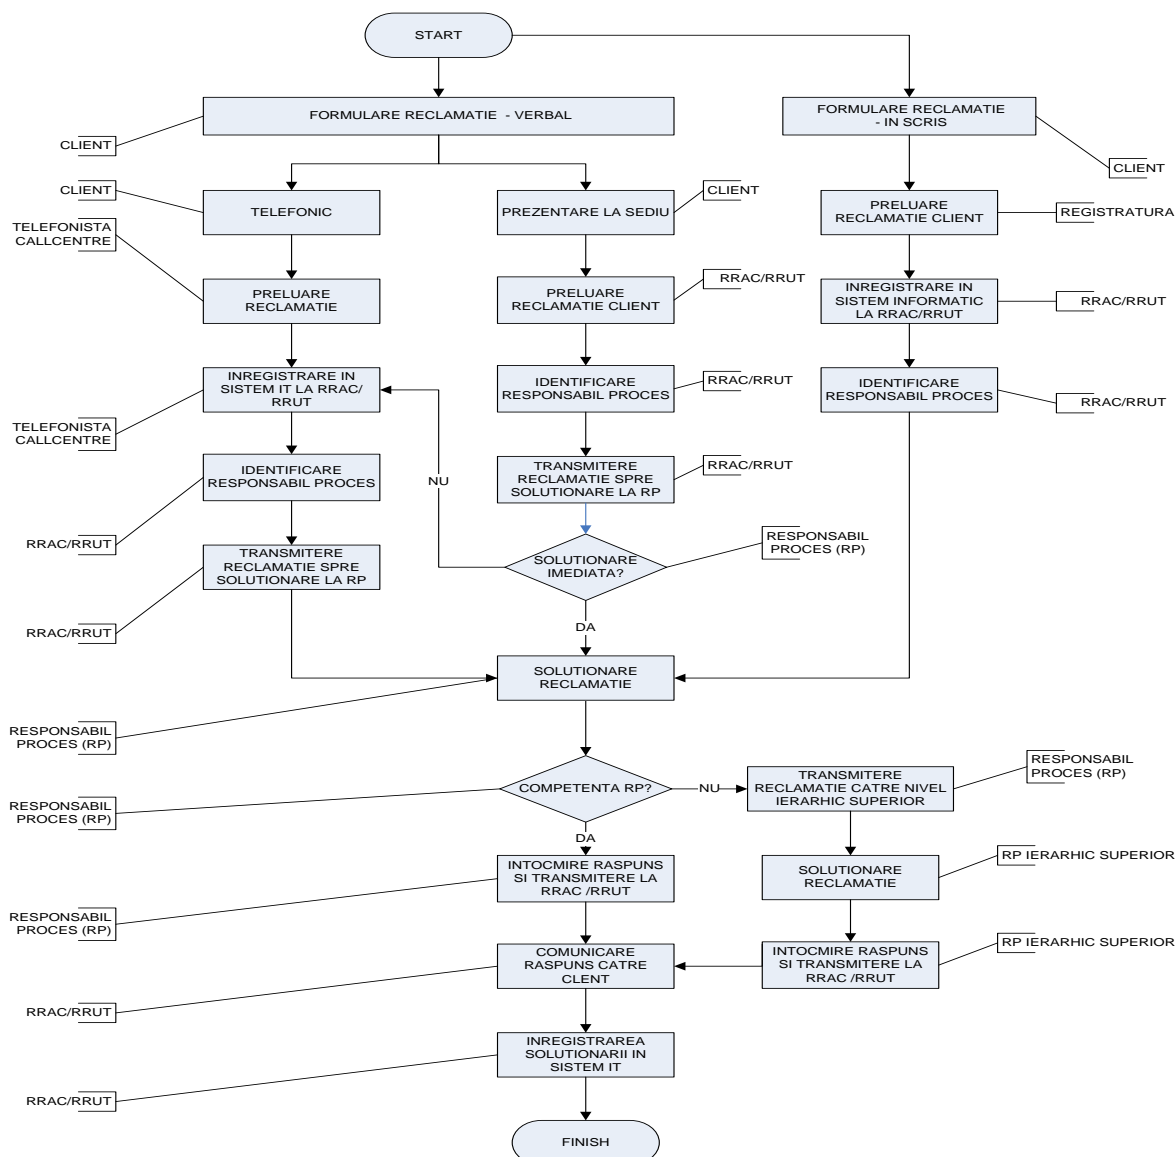 START
FORMULARE RECLAMATIE - VERBAL
FORMULARE RECLAMATIE
- IN SCRIS
CLIENT
CLIENT
CLIENT
TELEFONIC
PREZENTARE LA SEDIU
CLIENT
PRELUARE
RECLAMATIE CLIENT
REGISTRATURA
TELEFONISTA
CALLCENTRE
PRELUARE
RECLAMATIE
PRELUARE
RECLAMATIE CLIENT
RRAC/RRUT
INREGISTRARE IN
SISTEM INFORMATIC
LA RRAC/RRUT
RRAC/RRUT
INREGISTRARE IN
SISTEM IT LA RRAC/
RRUT
IDENTIFICARE
RESPONSABIL PROCES
RRAC/RRUT
IDENTIFICARE
RESPONSABIL PROCES
RRAC/RRUT
TELEFONISTA
CALLCENTRE
IDENTIFICARE
RESPONSABIL PROCES
NU
TRANSMITERE
RECLAMATIE SPRE
SOLUTIONARE LA RP
RRAC/RRUT
RRAC/RRUT
TRANSMITERE
RECLAMATIE SPRE
SOLUTIONARE LA RP
SOLUTIONARE
IMEDIATA?
RESPONSABIL
PROCES (RP)
RRAC/RRUT
DA
SOLUTIONARE
RECLAMATIE
RESPONSABIL
PROCES (RP)
COMPETENTA RP?
NU
TRANSMITERE
RECLAMATIE CATRE NIVEL
IERARHIC SUPERIOR
RESPONSABIL
PROCES (RP)
RESPONSABIL
PROCES (RP)
DA
INTOCMIRE RASPUNS
SI TRANSMITERE LA
RRAC /RRUT
SOLUTIONARE
RECLAMATIE
RP IERARHIC SUPERIOR
RESPONSABIL
PROCES (RP)
COMUNICARE
RASPUNS CATRE
CLENT
INTOCMIRE RASPUNS
SI TRANSMITERE LA
RRAC /RRUT
RP IERARHIC SUPERIOR
RRAC/RRUT
INREGISTRAREA
SOLUTIONARII IN
SISTEM IT
RRAC/RRUT
FINISH